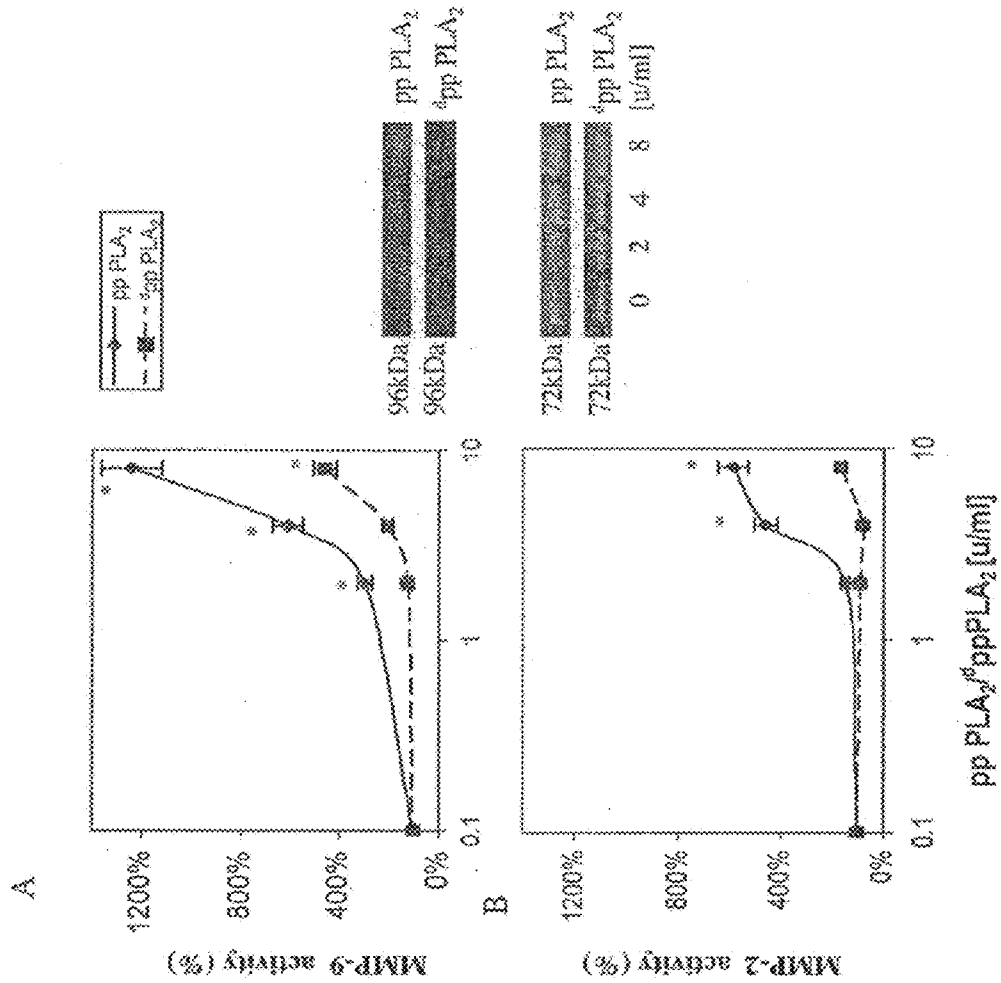 A
MMP-9 activity (%)
1200%
800%
400%
0%
0.1
1
10
pp PLA₂
ᵈpp PLA₂
96kDa pp PLA₂
96kDa ᵈpp PLA₂
B
MMP-2 activity (%)
1200%
800%
400%
0%
0.1
1
10
pp PLA₂/ᵈppPLA₂ [u/ml]
72kDa pp PLA₂
72kDa ᵈpp PLA₂
0 2 4 8 [u/ml]